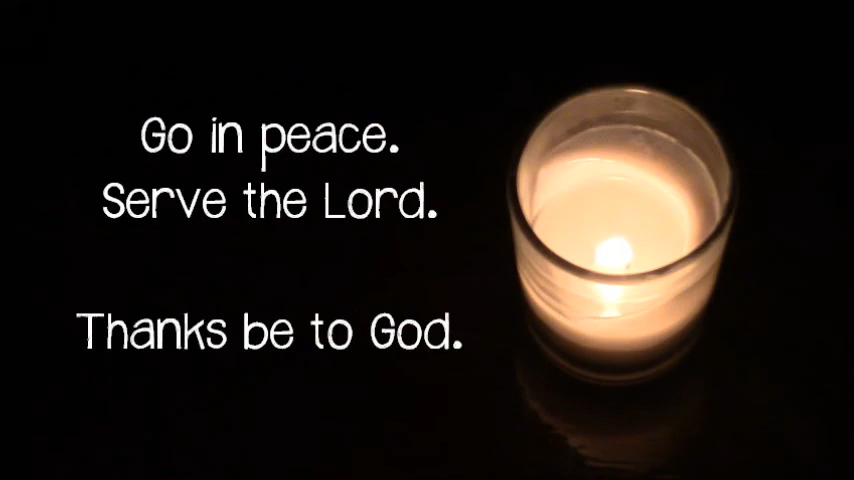 Go in peace.
Serve the Lord.
Thanks be to God.